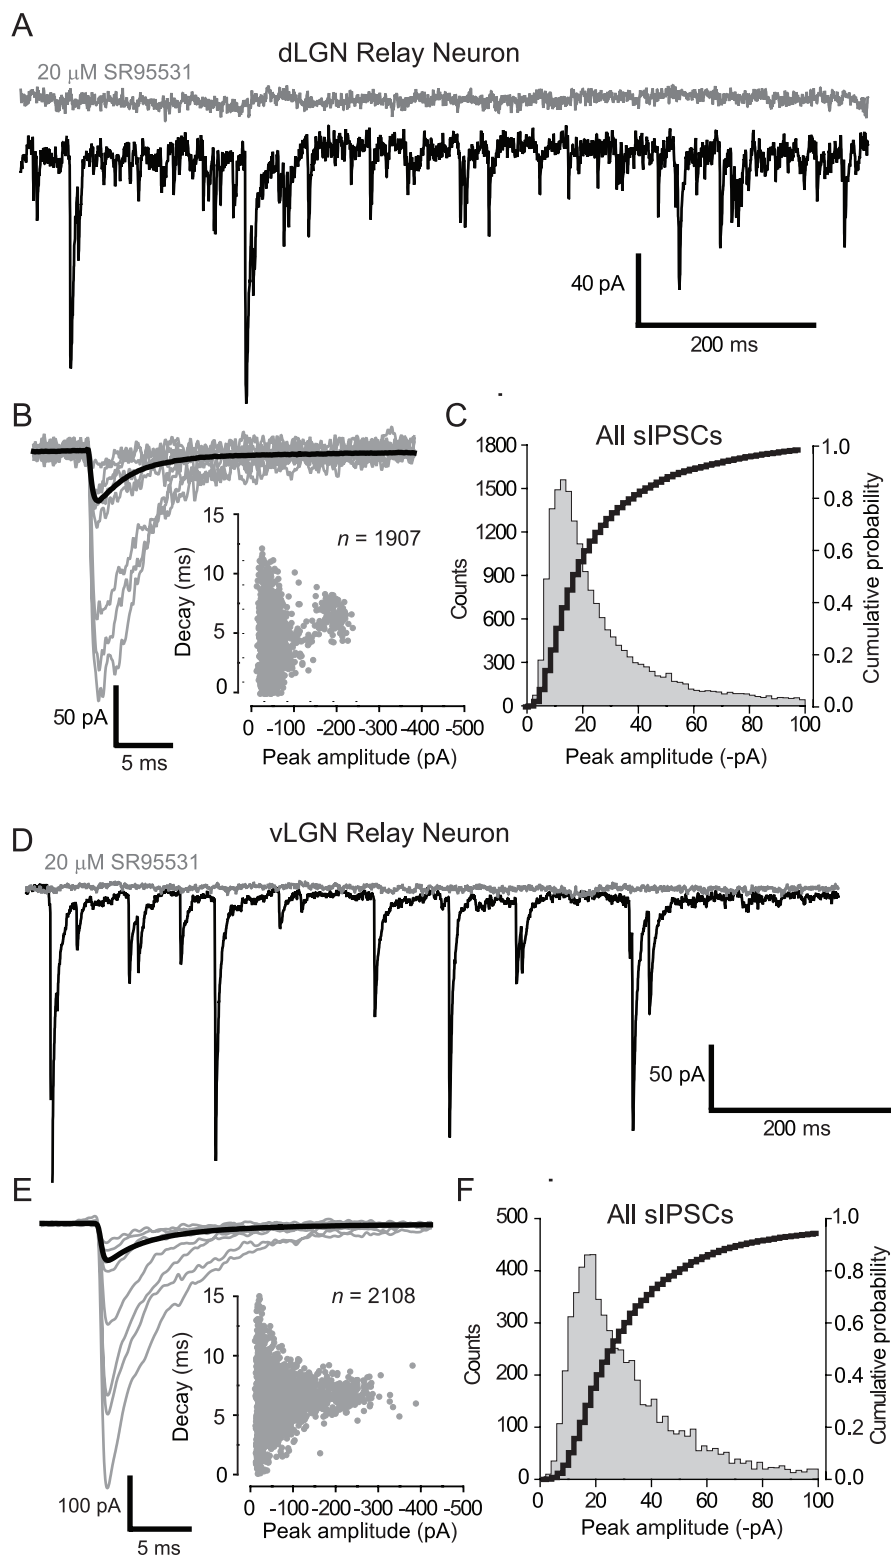 A
dLGN Relay Neuron
20 μM SR95531
40 pA
200 ms
B
50 pA
5 ms
n = 1907
Decay (ms)
15
10
5
0
0 -100 -200 -300 -400 -500
Peak amplitude (pA)
C
All sIPSCs
Counts
1800
1500
1200
900
600
300
0
Cumulative probability
1.0
0.8
0.6
0.4
0.2
0.0
0 20 40 60 80 100
Peak amplitude (-pA)
D
vLGN Relay Neuron
20 μM SR95531
50 pA
200 ms
E
100 pA
5 ms
n = 2108
Decay (ms)
15
10
5
0
0 -100 -200 -300 -400 -500
Peak amplitude (pA)
F
All sIPSCs
Counts
500
400
300
200
100
0
Cumulative probability
1.0
0.8
0.6
0.4
0.2
0.0
0 20 40 60 80 100
Peak amplitude (-pA)